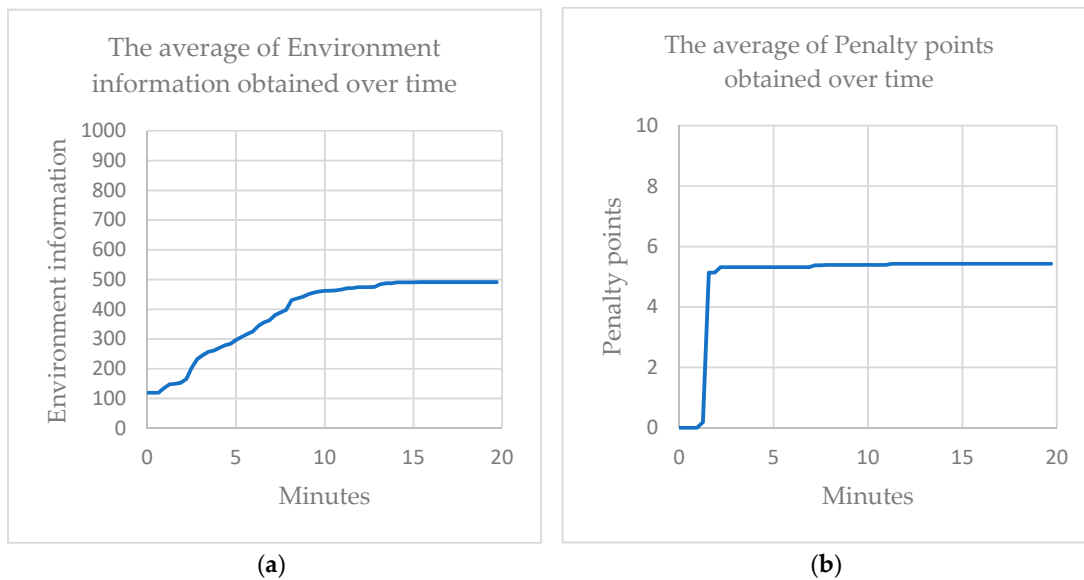 The average of Environment
information obtained over time
Environment information
1000
900
800
700
600
500
400
300
200
100
0
0 5 10 15 20
Minutes
(a)
The average of Penalty points
obtained over time
Penalty points
10
8
6
4
2
0
0 5 10 15 20
Minutes
(b)